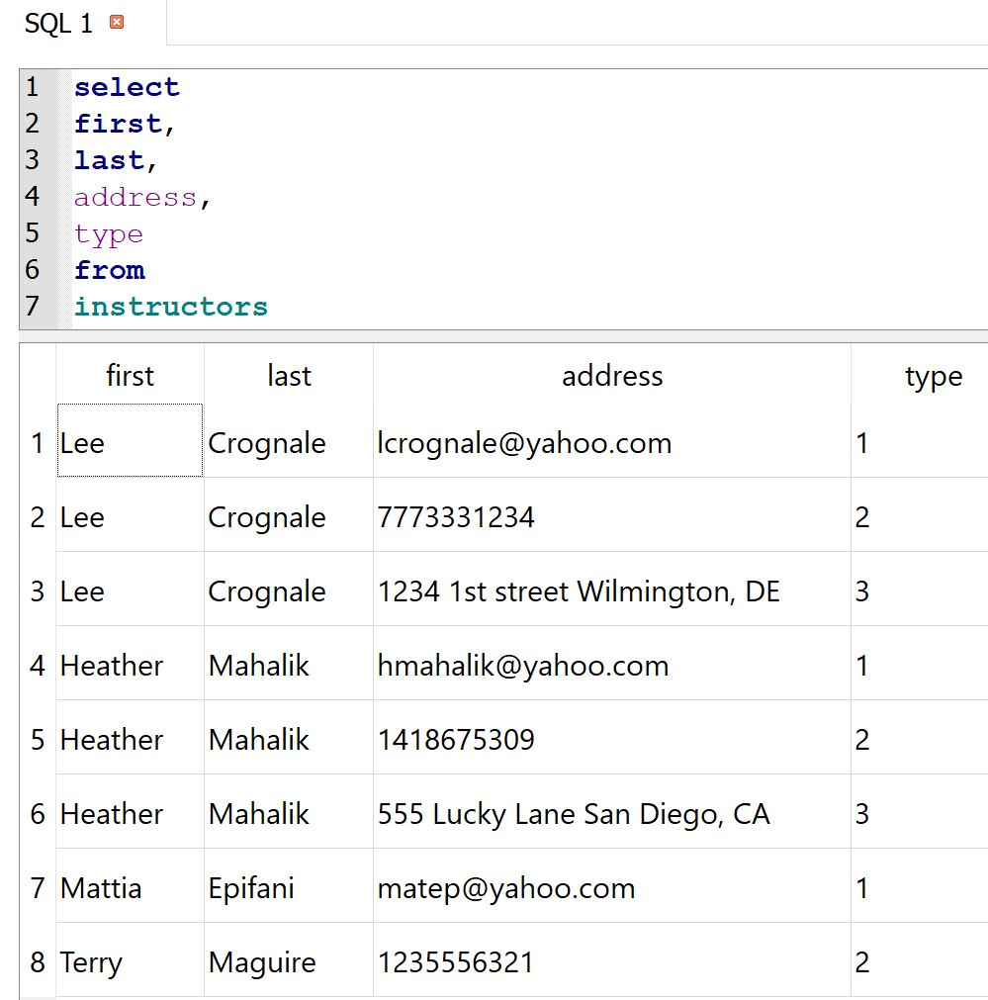 SQL 1
1 select
2 first,
3 last,
4 address,
5 type
6 from
7 instructors
first last address type
1 Lee Crognale lcrognale@yahoo.com 1
2 Lee Crognale 7773331234 2
3 Lee Crognale 1234 1st street Wilmington, DE 3
4 Heather Mahalik hmahalik@yahoo.com 1
5 Heather Mahalik 1418675309 2
6 Heather Mahalik 555 Lucky Lane San Diego, CA 3
7 Mattia Epifani matep@yahoo.com 1
8 Terry Maguire 1235556321 2